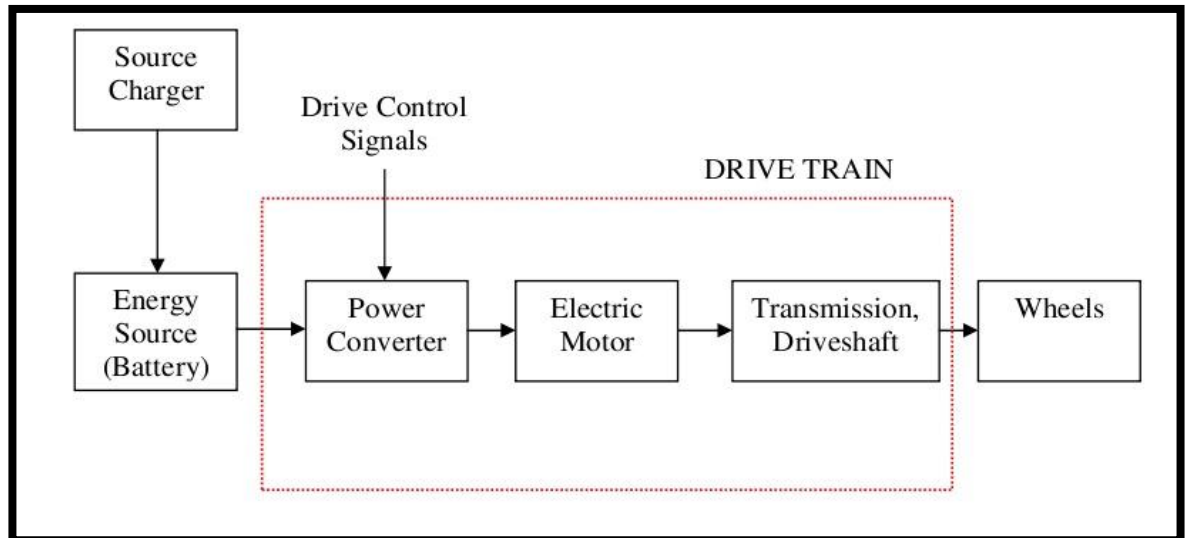 Source
Charger
Drive Control
Signals
DRIVE TRAIN
Energy
Source
(Battery)
Power
Converter
Electric
Motor
Transmission,
Driveshaft
Wheels